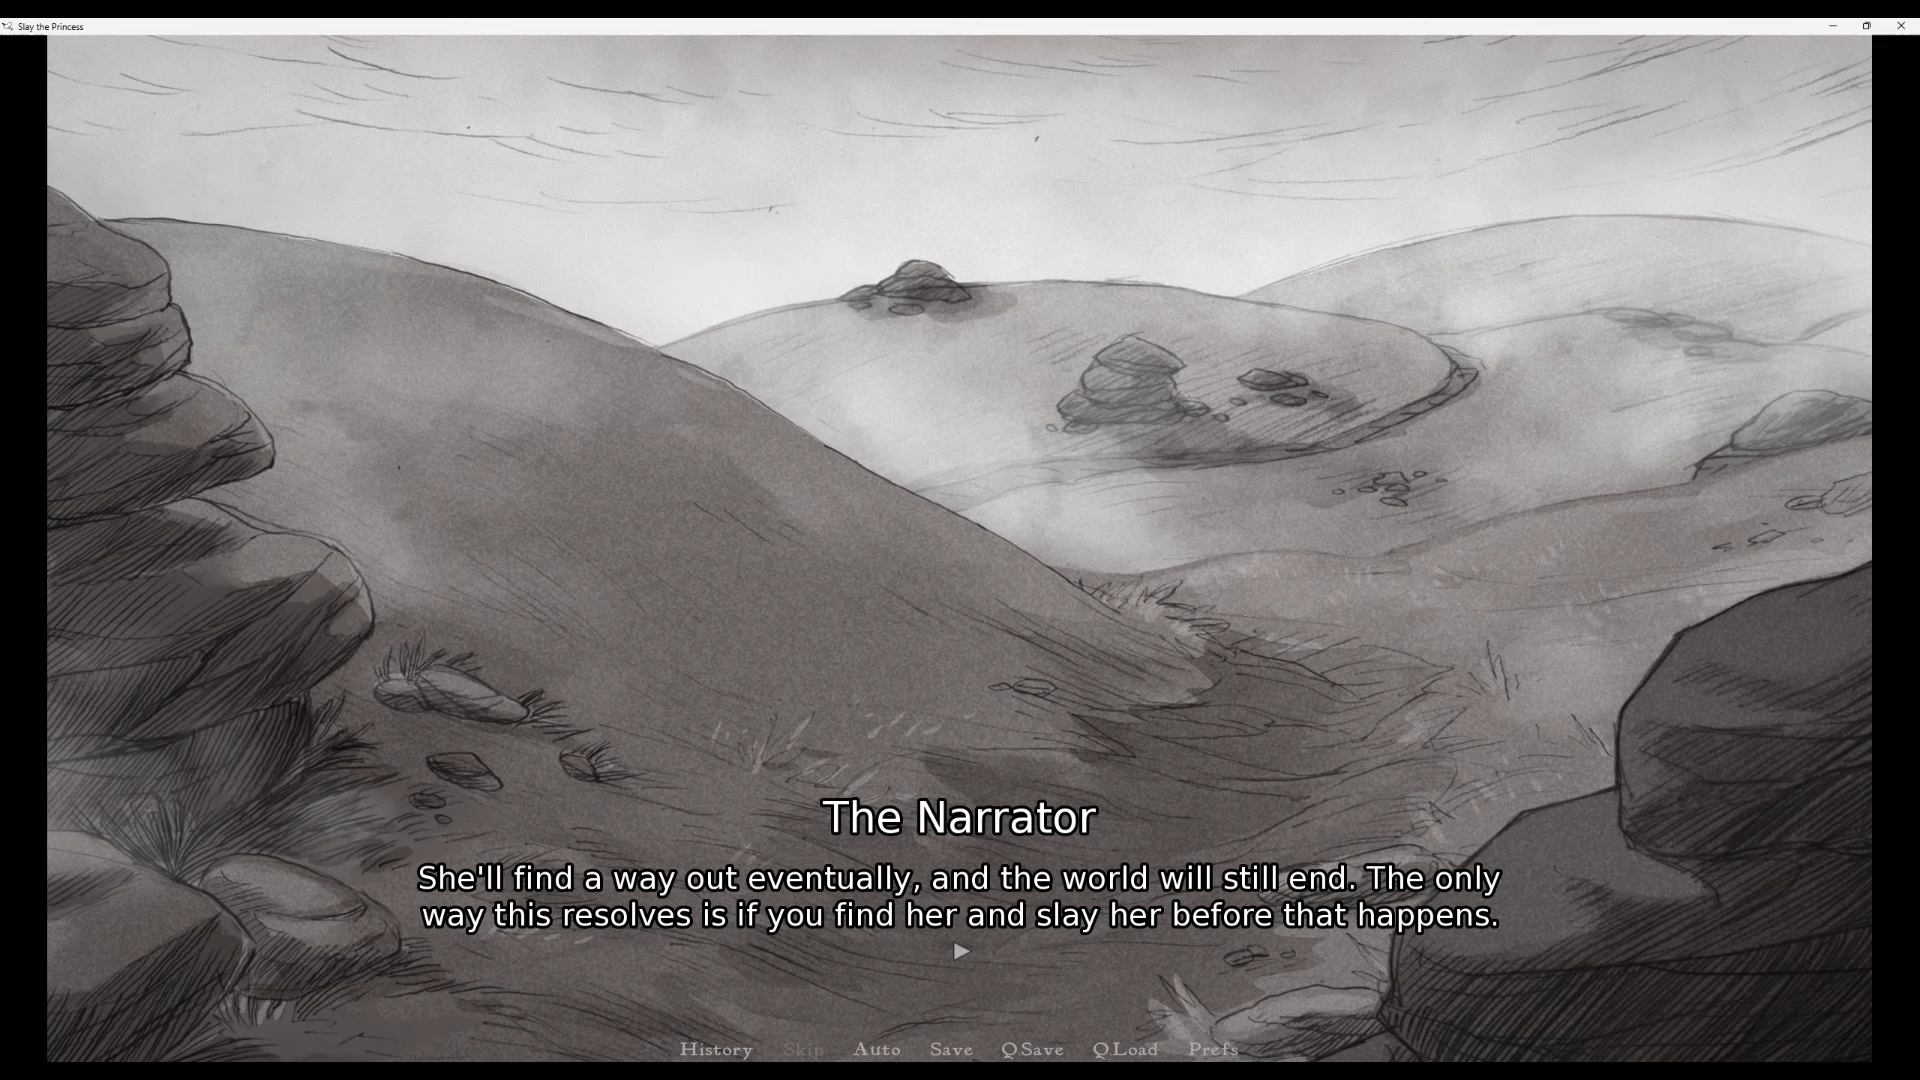 Slay the Princess
The Narrator
She'll find a way out eventually, and the world will still end. The only
way this resolves is if you find her and slay her before that happens.
History Skip Auto Save Q.Save Q.Load Prefs